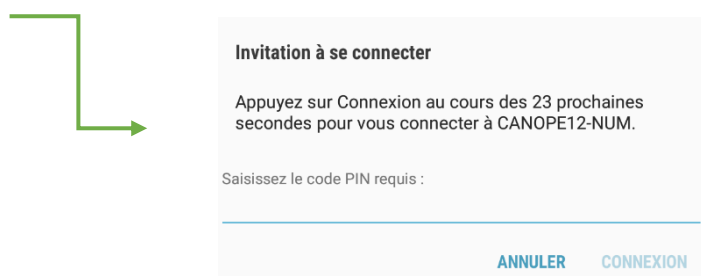 Invitation à se connecter
Appuyez sur Connexion au cours des 23 prochaines
secondes pour vous connecter à CANOPE12-NUM.
Saisissez le code PIN requis :
ANNULER CONNEXION